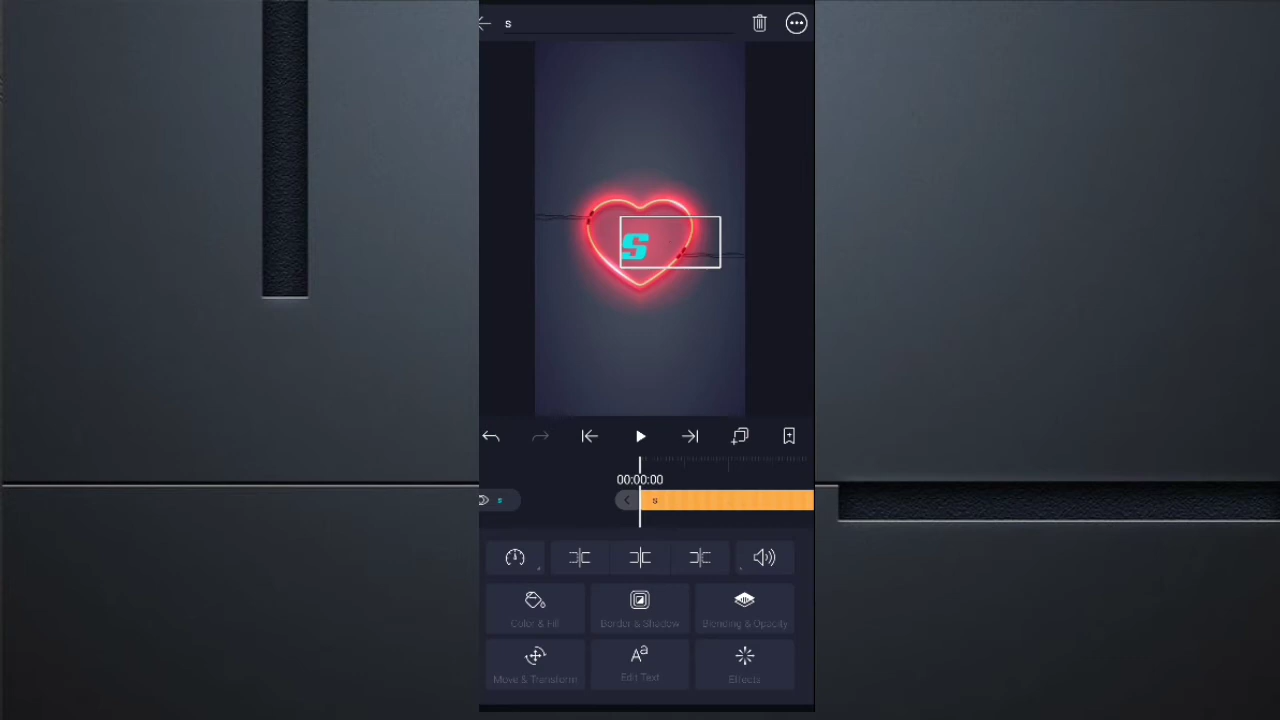 s
S
00:00:00
s
s
Color & Fill
Border & Shadow
Blending & Opacity
Move & Transform
Edit Text
Effects